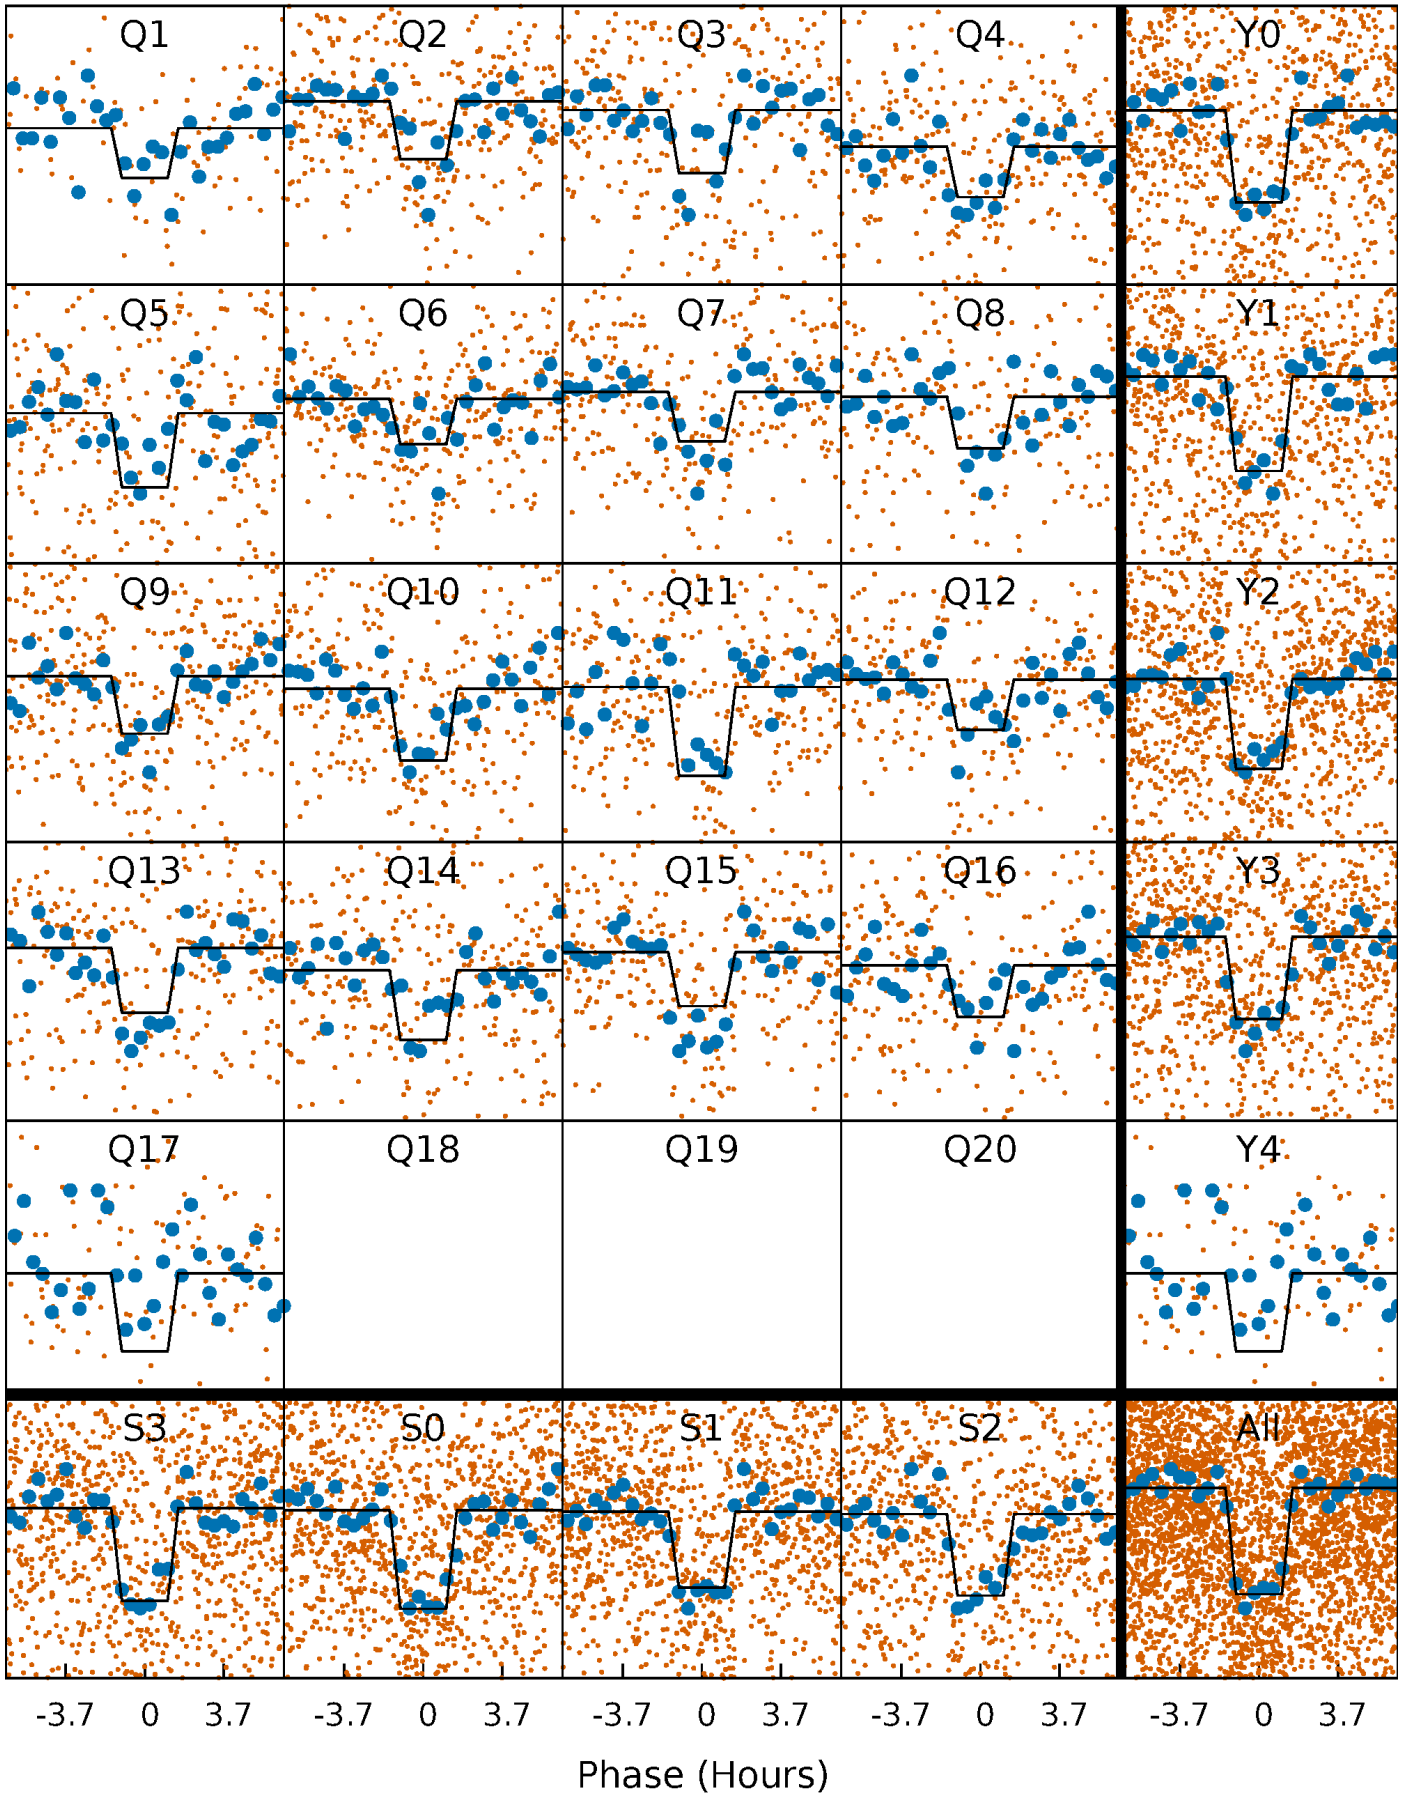 Q1 Q2 Q3 Q4 Y0
Q5 Q6 Q7 Q8 Y1
Q9 Q10 Q11 Q12 Y2
Q13 Q14 Q15 Q16 Y3
Q17 Q18 Q19 Q20 Y4
S3 S0 S1 S2 All
-3.7 0 3.7 -3.7 0 3.7 -3.7 0 3.7 -3.7 0 3.7 -3.7 0 3.7
Phase (Hours)